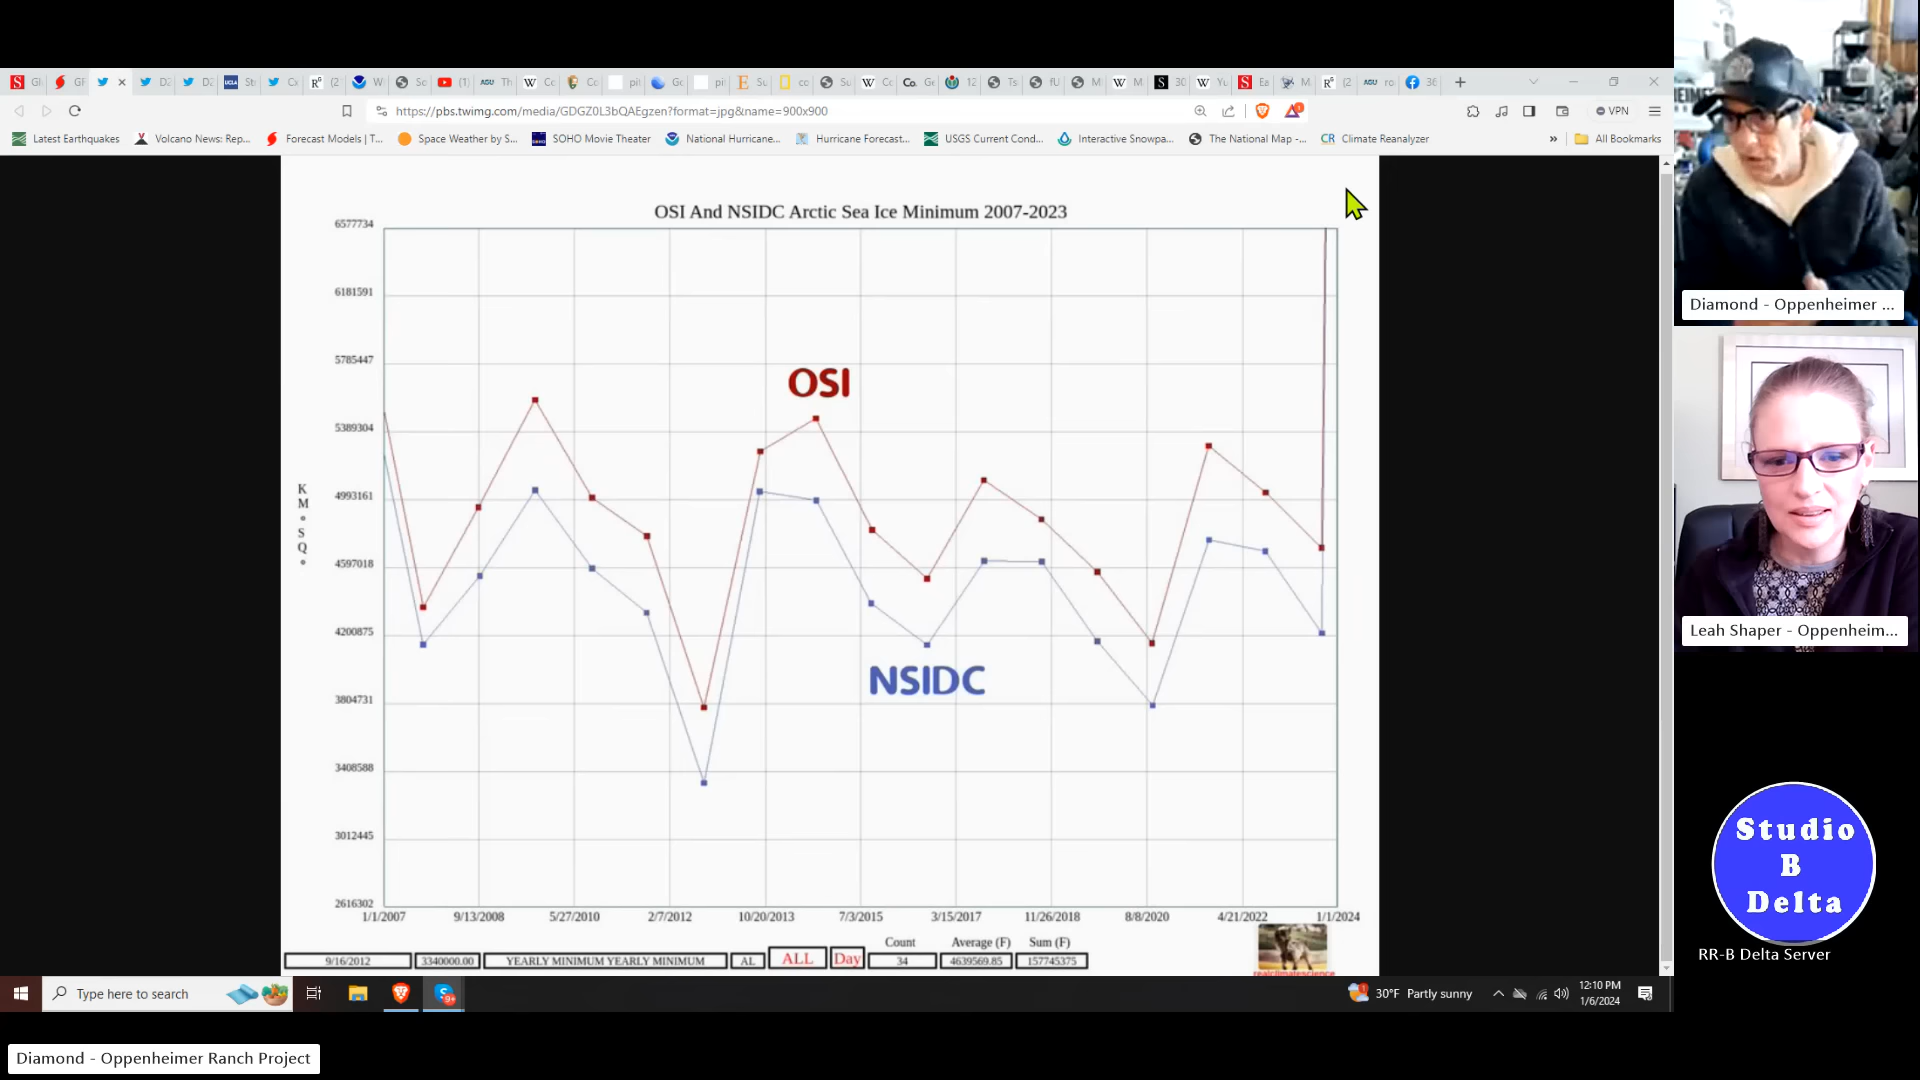 https://pbs.twimg.com/media/GDGZ0L3bQAEgzen?format=jpg&name=900x900
VPN
Latest Earthquakes
Volcano News: Rep...
Forecast Models | T...
Space Weather by S...
SOHO Movie Theater
National Hurricane...
Hurricane Forecast...
USGS Current Cond...
Interactive Snowpa...
The National Map -...
CR Climate Reanalyzer
»
All Bookmarks
OSI And NSIDC Arctic Sea Ice Minimum 2007-2023
6577734
6181591
5785447
5389304
4993161
4597018
4200875
3804731
3408588
3012445
2616302
K
M
S
Q
OSI
NSIDC
1/1/2007
9/13/2008
5/27/2010
2/7/2012
10/20/2013
7/3/2015
3/15/2017
11/26/2018
8/8/2020
4/21/2022
1/1/2024
Count
Average (F)
Sum (F)
9/16/2012
3340000.00
YEARLY MINIMUM YEARLY MINIMUM
AL
ALL
Day
34
4639569.85
157745375
realclimatescience
Type here to search
30°F Partly sunny
12:10 PM
1/6/2024
Diamond - Oppenheimer ...
Leah Shaper - Oppenheim...
Studio
B
Delta
RR-B Delta Server
Diamond - Oppenheimer Ranch Project